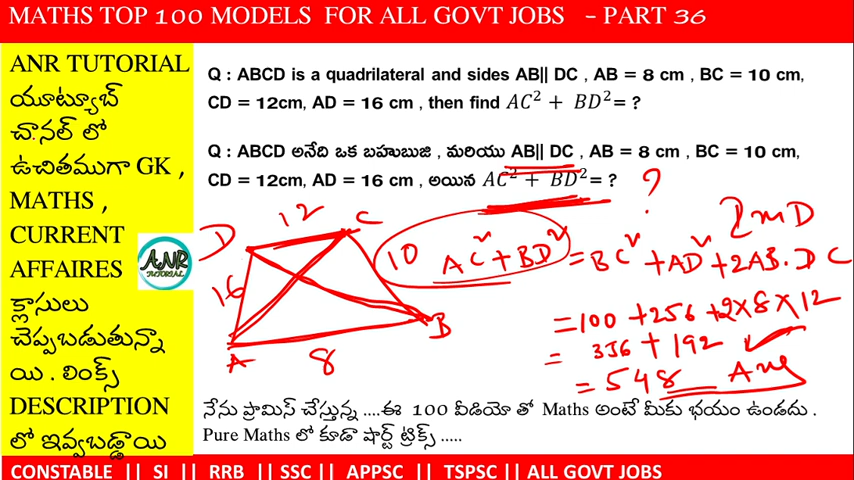 MATHS TOP 100 MODELS FOR ALL GOVT JOBS - PART 36
ANR TUTORIAL
యూట్యూబ్
చానల్ లో
ఉచితముగా GK ,
MATHS ,
CURRENT
AFFAIRES
క్లాసులు
చెప్పబడుతున్నా
యి . లింక్స్
DESCRIPTION
లో ఇవ్వబడ్డాయి
ANR
TUTORIAL
Q : ABCD is a quadrilateral and sides AB|| DC , AB = 8 cm , BC = 10 cm,
CD = 12cm, AD = 16 cm , then find AC² + BD² = ?
Q : ABCD అనేది ఒక బహుబుజి , మరియు AB|| DC , AB = 8 cm , BC = 10 cm,
CD = 12cm, AD = 16 cm , అయిన AC² + BD² = ?
?
12
D
C
16
10
A
B
8
AC² + BD² = BC² + AD² + 2AB.DC
= 100 + 256 + 2×8×12
= 356 + 192
= 548 Ans
నేను ప్రామిస్ చేస్తున్న ....ఈ 100 వీడియో తో Maths అంటే మీకు భయం ఉండదు .
Pure Maths లో కూడా షార్ట్ ట్రిక్స్ .....
CONSTABLE || SI || RRB || SSC || APPSC || TSPSC || ALL GOVT JOBS